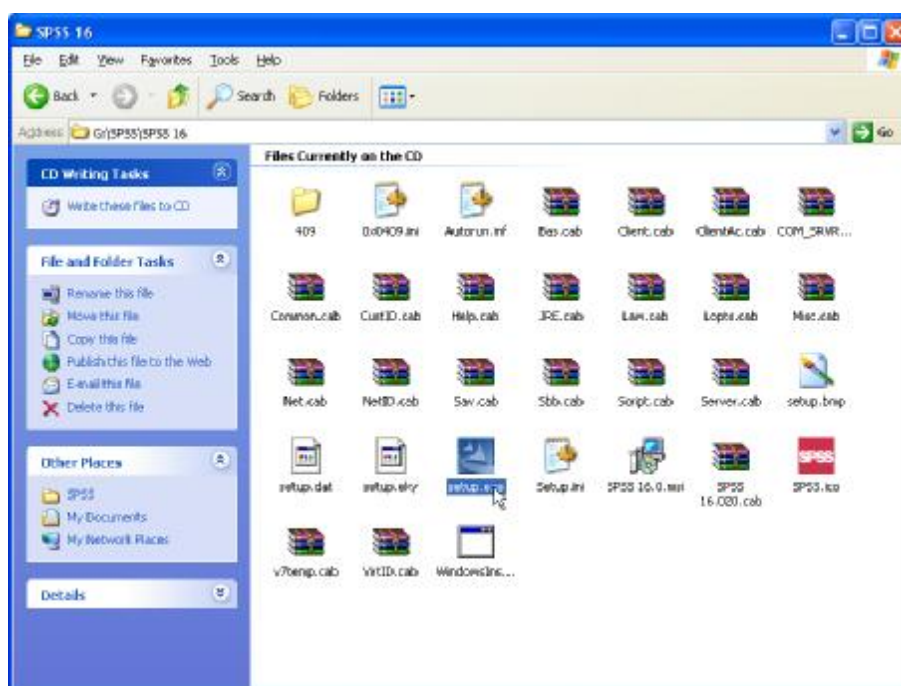 SPSS 16
File Edit View Favorites Tools Help
Back Search Folders
Address G:\SPSS\SPSS 16 Go
CD Writing Tasks
Write these files to CD
File and Folder Tasks
Rename this file
Move this file
Copy this file
Publish this file to the Web
E-mail this file
Delete this file
Other Places
SPSS
My Documents
My Network Places
Details
Files Currently on the CD
409 0x0409.ini Autorun.inf Bas.cab Client.cab ClientAc.cab COM_SRVR...
Common.cab CustID.cab Help.cab JRE.cab Law.cab Lopts.cab Misc.cab
Net.cab NetID.cab Sav.cab Sbb.cab Script.cab Server.cab setup.bmp
setup.dat setup.sky setup.exe Setup.ini SPSS 16.0.msi SPSS 16.020.cab SPSS.ico
SPSS
v7temp.cab VirtID.cab WindowsIns...